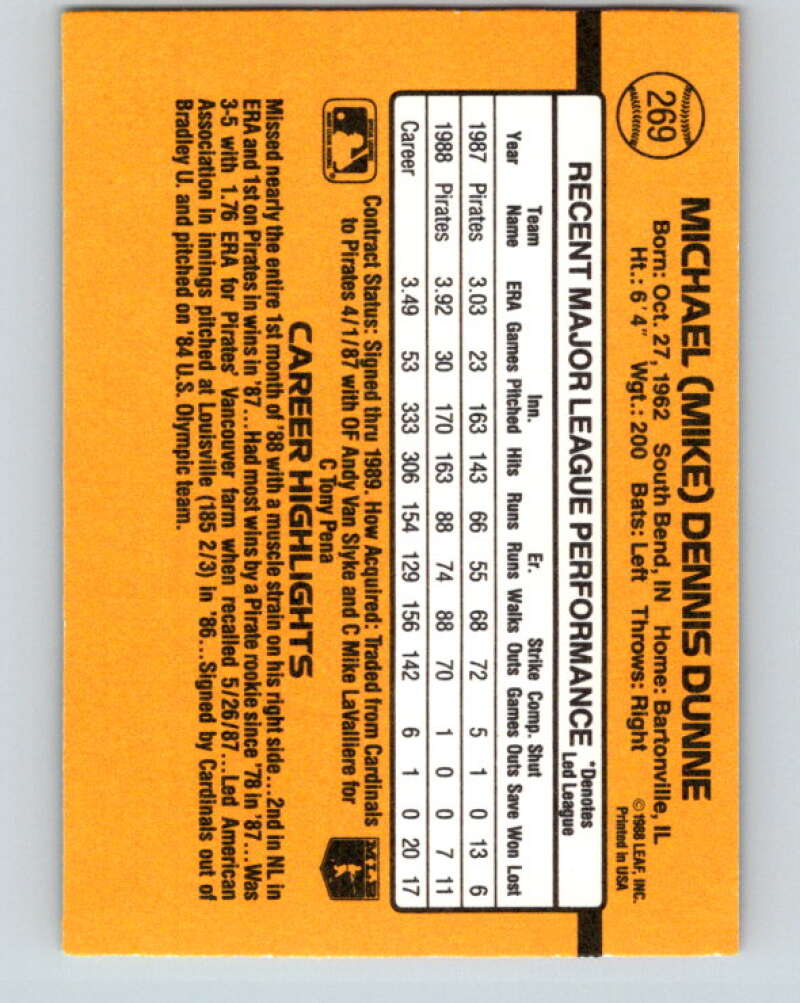 269
MICHAEL (MIKE) DENNIS DUNNE
Born: Oct. 27, 1962 South Bend, IN Home: Bartonville, IL
Ht.: 6' 4" Wgt.: 200 Bats: Left Throws: Right
© 1988 LEAF, INC.
Printed in USA
RECENT MAJOR LEAGUE PERFORMANCE *Denotes
Led League
Team Inn. Er. Strike Comp. Shut
Year Name ERA Games Pitched Hits Runs Runs Walks Outs Games Outs Save Won Lost
1987 Pirates 3.03 23 163 143 66 55 68 72 5 1 0 13 6
1988 Pirates 3.92 30 170 163 88 74 88 70 1 0 0 7 11
Career 3.49 53 333 306 154 129 156 142 6 1 0 20 17
Contract Status: Signed thru 1989. How Acquired: Traded from Cardinals
to Pirates 4/1/87 with OF Andy Van Slyke and C Mike LaValliere for
C Tony Pena
MLB
CAREER HIGHLIGHTS
Missed nearly the entire 1st month of '88 with a muscle strain on his right side...2nd in NL in
ERA and 1st on Pirates in wins in '87...Had most wins by a Pirate rookie since '78 in '87...Was
3-5 with 1.76 ERA for Pirates' Vancouver farm when recalled 5/26/87...Led American
Association in innings pitched at Louisville (185 2/3) in '86...Signed by Cardinals out of
Bradley U. and pitched on '84 U.S. Olympic team.